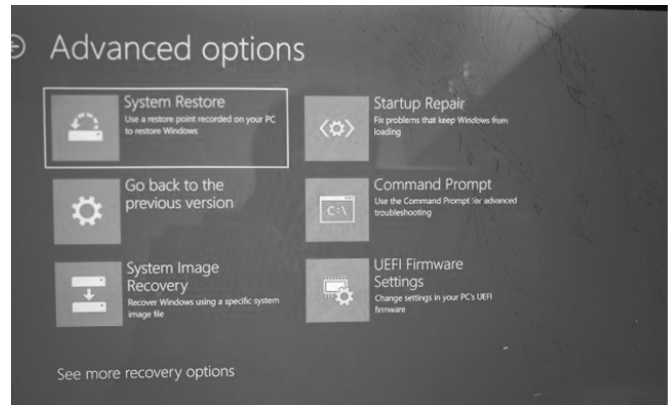 Advanced options
System Restore
Use a restore point recorded on your PC
to restore Windows
Startup Repair
Fix problems that keep Windows from
loading
Go back to the
previous version
Command Prompt
Use the Command Prompt for advanced
troubleshooting
C:\
System Image
Recovery
Recover Windows using a specific system
image file
UEFI Firmware
Settings
Change settings in your PC's UEFI
firmware
See more recovery options